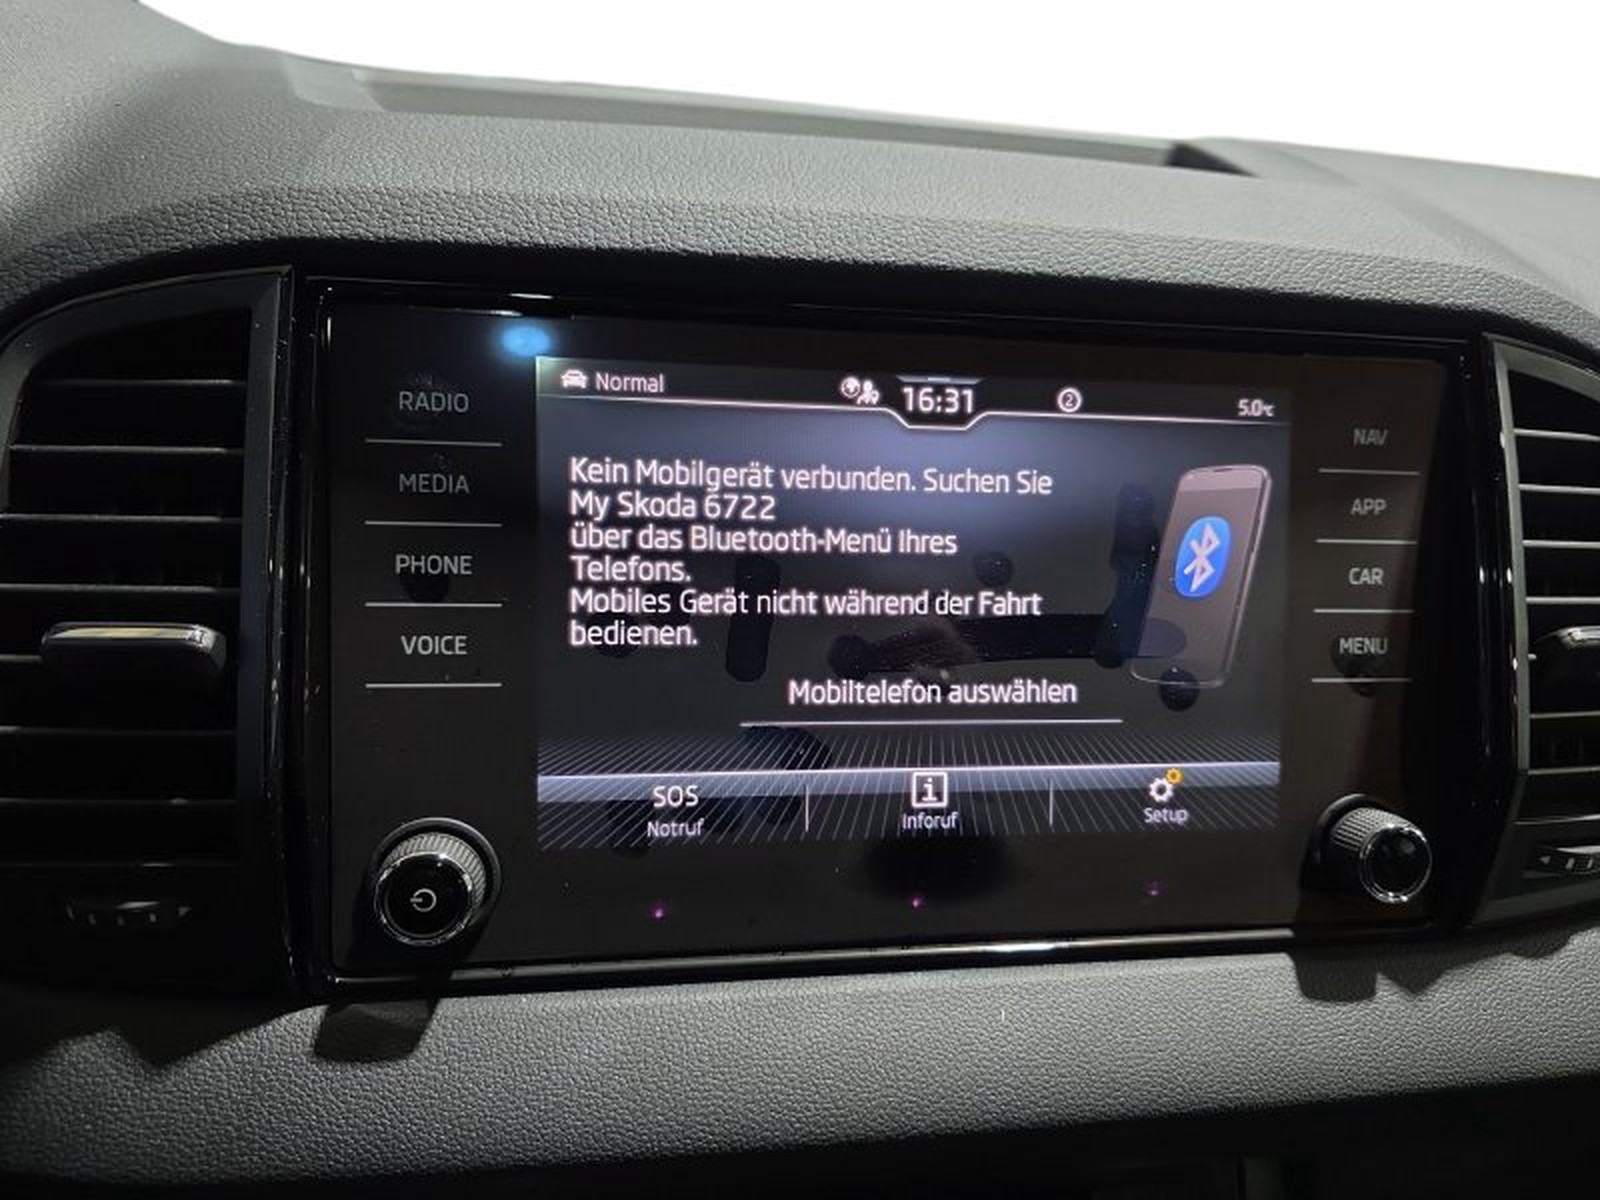 Normal
16:31
2
5.0°C
RADIO
MEDIA
PHONE
VOICE
Kein Mobilgerät verbunden. Suchen Sie
My Skoda 6722
über das Bluetooth-Menü Ihres
Telefons.
Mobiles Gerät nicht während der Fahrt
bedienen.
Mobiltelefon auswählen
SOS
Notruf
i
Inforuf
Setup
NAV
APP
CAR
MENU